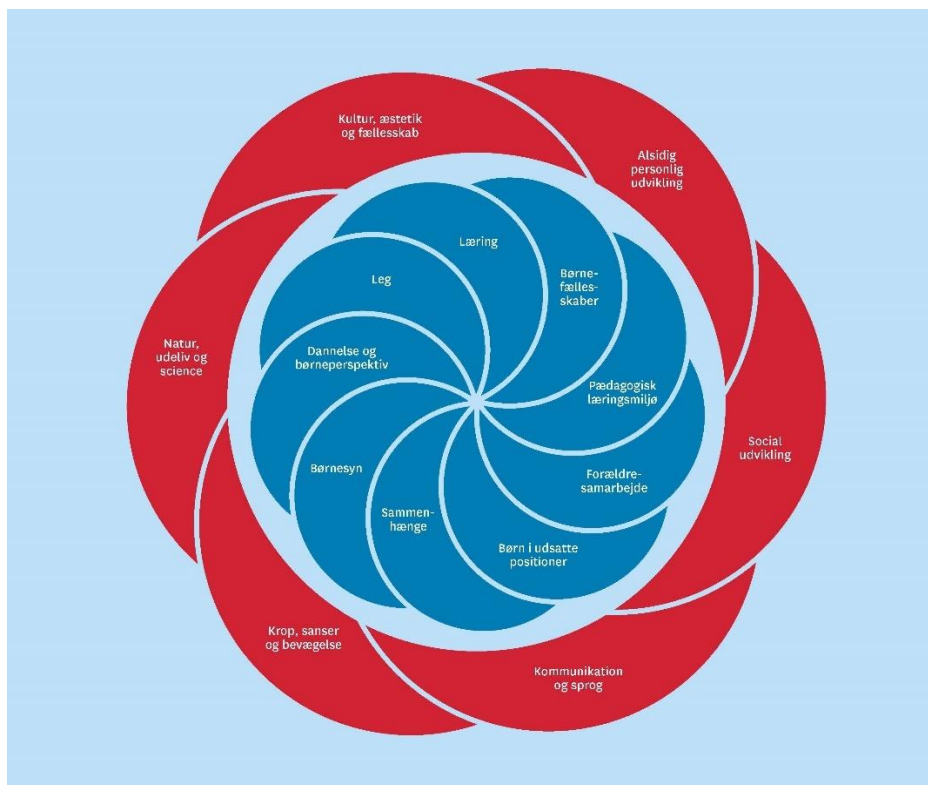 Kultur, æstetik
og fællesskab
Alsidig
personlig
udvikling
Læring
Børne-
fælles-
skaber
Leg
Natur,
udeliv og
science
Dannelse og
børneperspektiv
Pædagogisk
læringsmiljø
Social
udvikling
Børnesyn
Forældre-
samarbejde
Sammen-
hænge
Børn i udsatte
positioner
Krop, sanser
og bevægelse
Kommunikation
og sprog